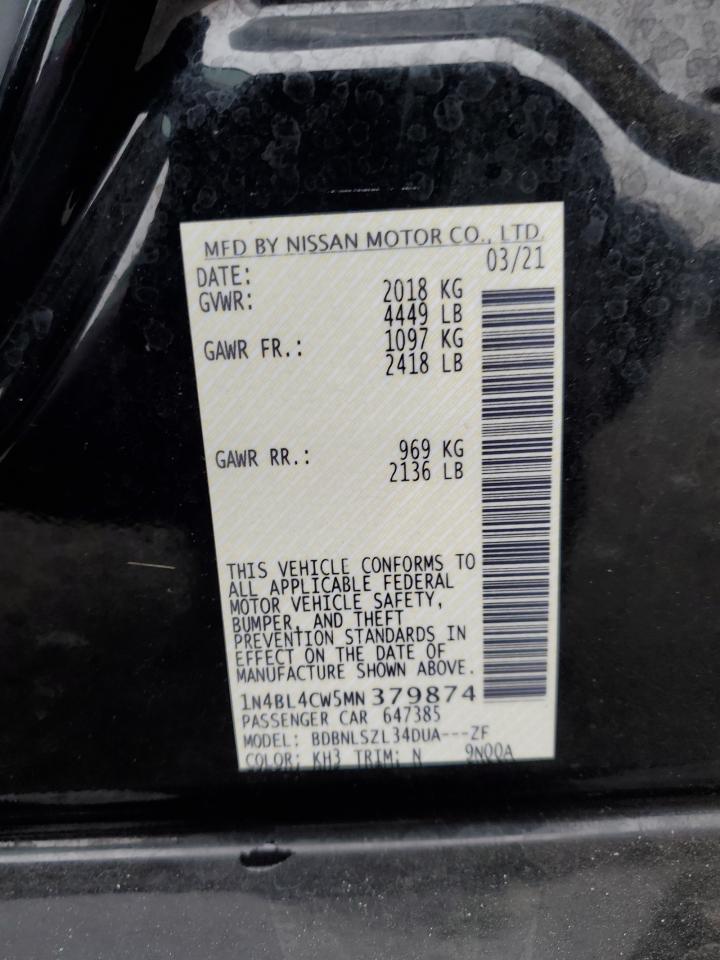 MFD BY NISSAN MOTOR CO., LTD.
DATE: 03/21
GVWR: 2018 KG
4449 LB
GAWR FR.: 1097 KG
2418 LB
GAWR RR.: 969 KG
2136 LB
THIS VEHICLE CONFORMS TO
ALL APPLICABLE FEDERAL
MOTOR VEHICLE SAFETY,
BUMPER, AND THEFT
PREVENTION STANDARDS IN
EFFECT ON THE DATE OF
MANUFACTURE SHOWN ABOVE.
1N4BL4CW5MN379874
PASSENGER CAR 647385
MODEL: BDBNLSZL34DUA---ZF
COLOR: KH3 TRIM: N 9NQQA